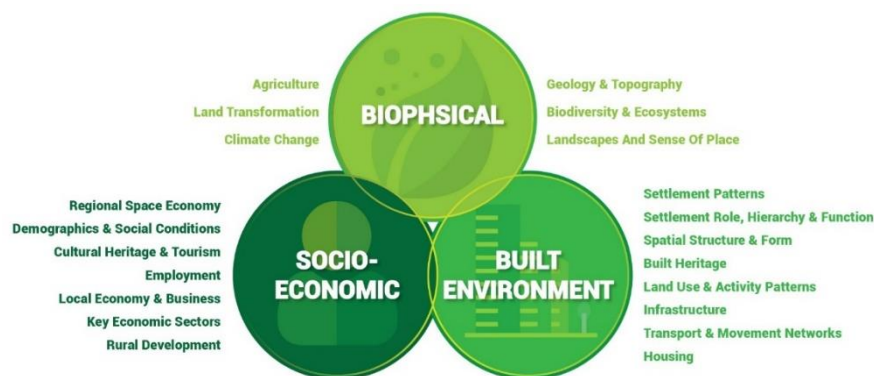 Agriculture
Land Transformation
Climate Change
BIOPHSICAL
Geology & Topography
Biodiversity & Ecosystems
Landscapes And Sense Of Place
Regional Space Economy
Demographics & Social Conditions
Cultural Heritage & Tourism
Employment
Local Economy & Business
Key Economic Sectors
Rural Development
SOCIO-
ECONOMIC
BUILT
ENVIRONMENT
Settlement Patterns
Settlement Role, Hierarchy & Function
Spatial Structure & Form
Built Heritage
Land Use & Activity Patterns
Infrastructure
Transport & Movement Networks
Housing